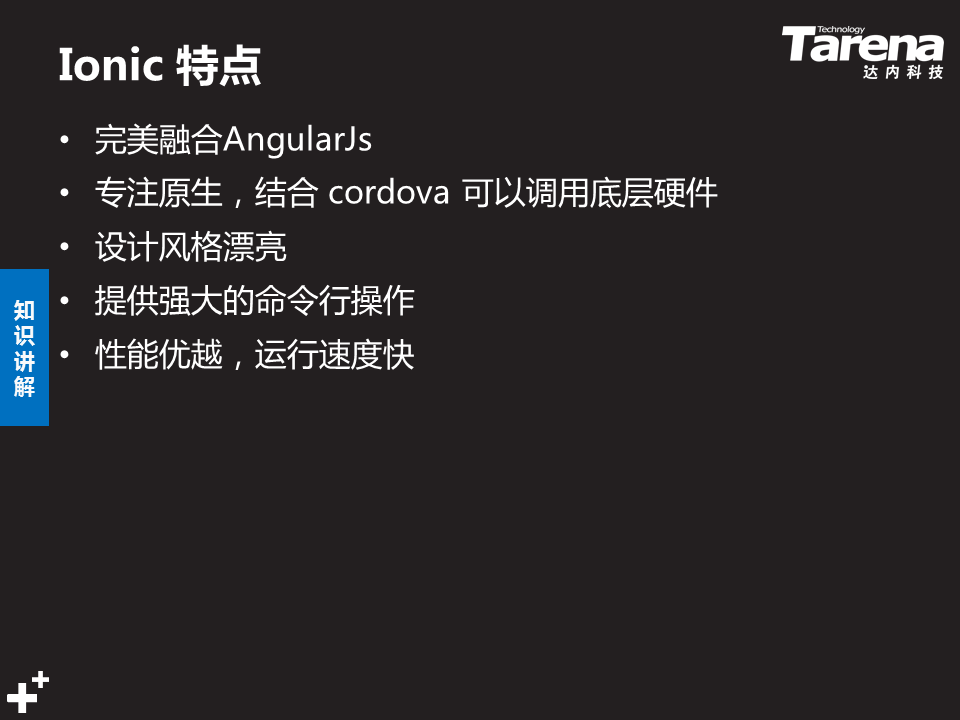 Ionic 特点
Technology
Tarena
达内科技
• 完美融合AngularJs
• 专注原生，结合 cordova 可以调用底层硬件
• 设计风格漂亮
• 提供强大的命令行操作
• 性能优越，运行速度快
知
识
讲
解